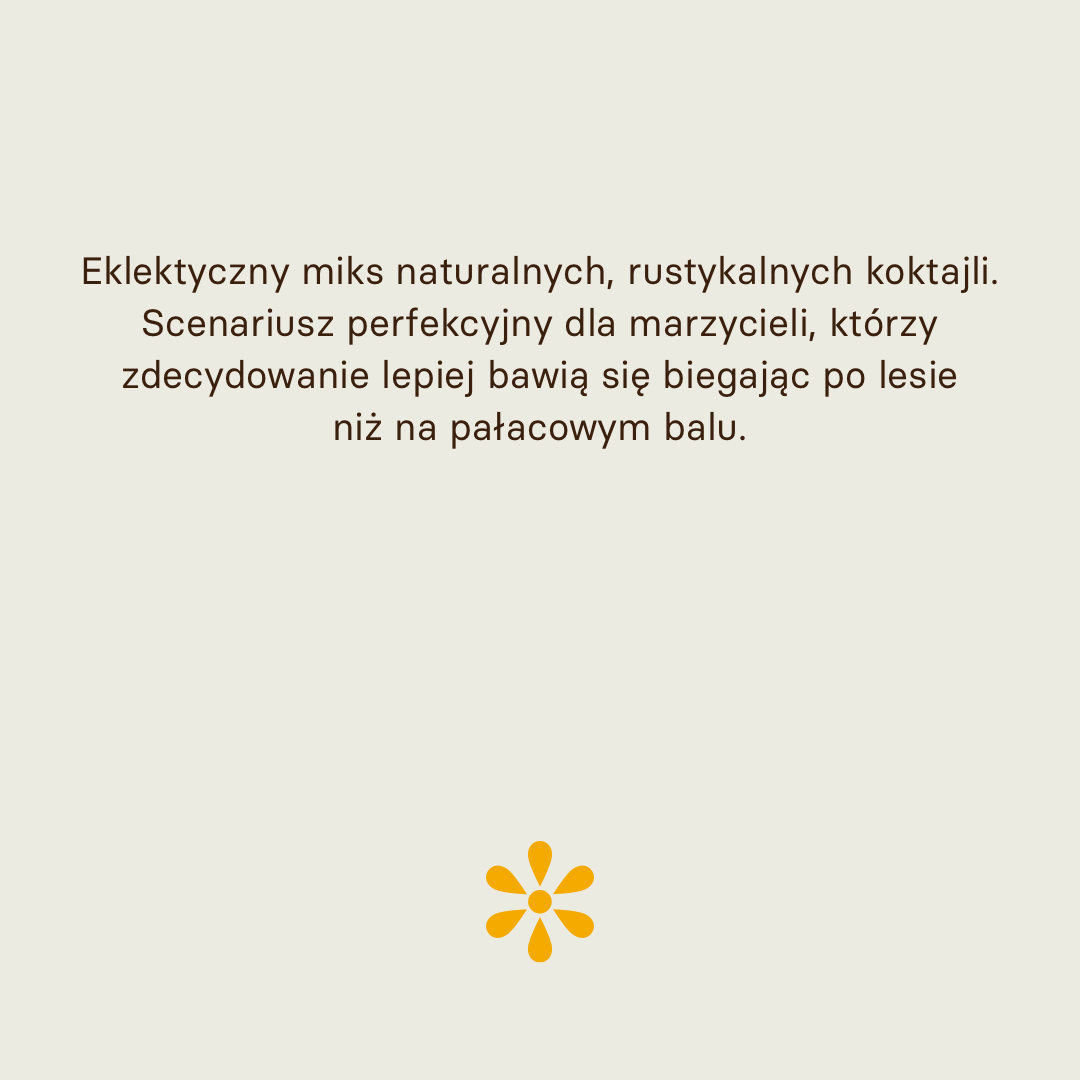 Eklektyczny miks naturalnych, rustykalnych koktajli.
Scenariusz perfekcyjny dla marzycieli, którzy
zdecydowanie lepiej bawią się biegając po lesie
niż na pałacowym balu.